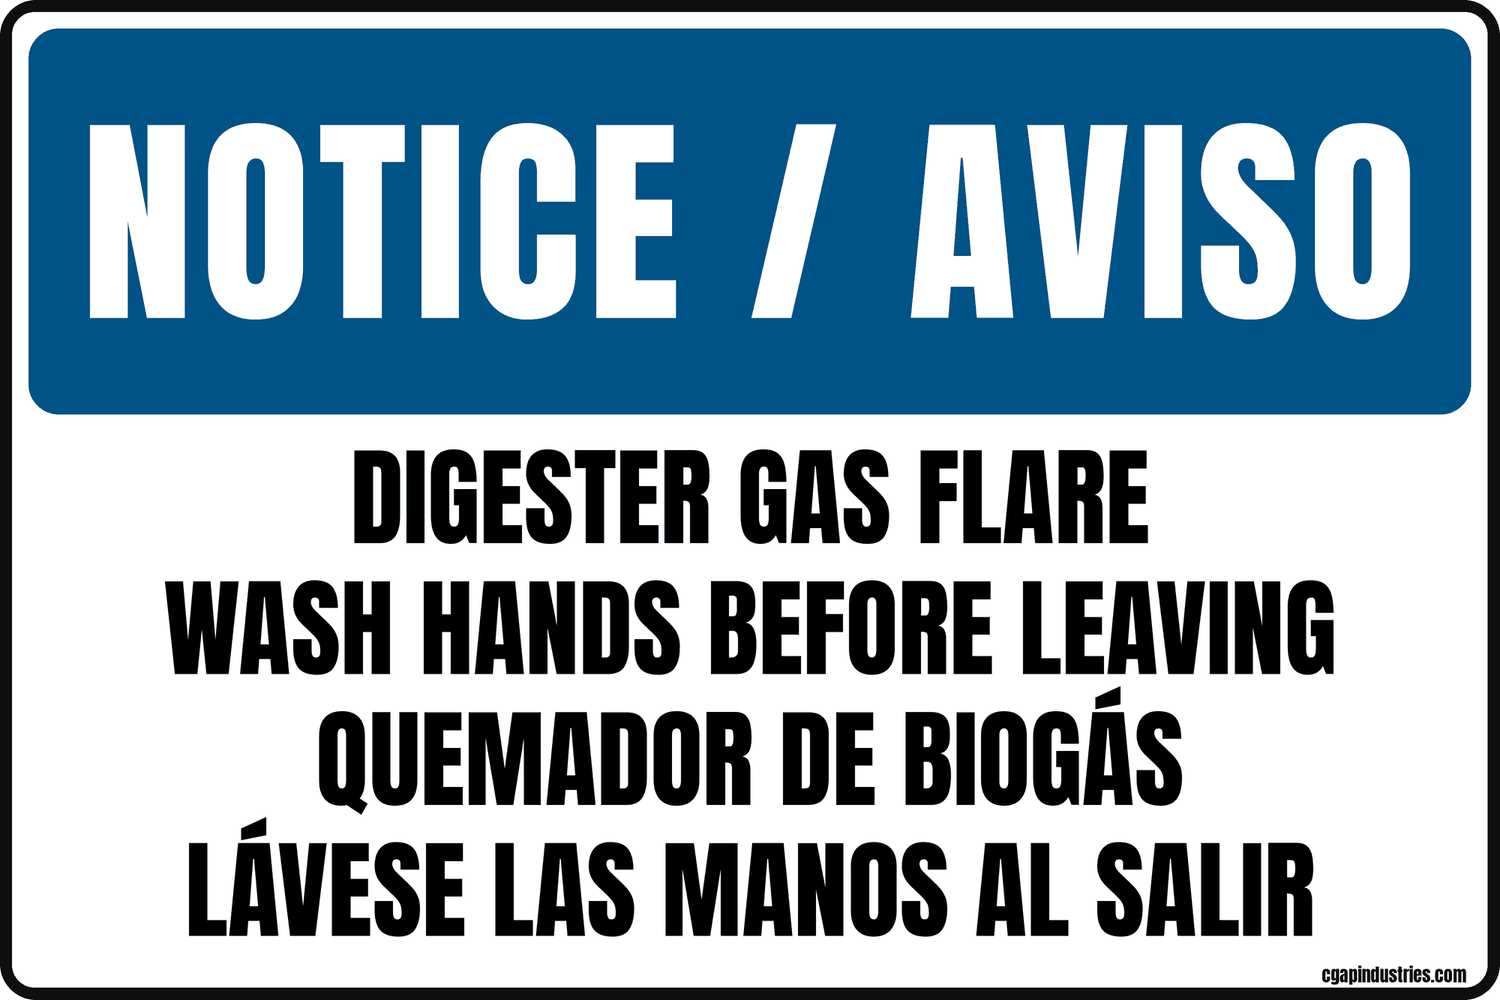 NOTICE / AVISO
DIGESTER GAS FLARE
WASH HANDS BEFORE LEAVING
QUEMADOR DE BIOGÁS
LÁVESE LAS MANOS AL SALIR
cgapindustries.com